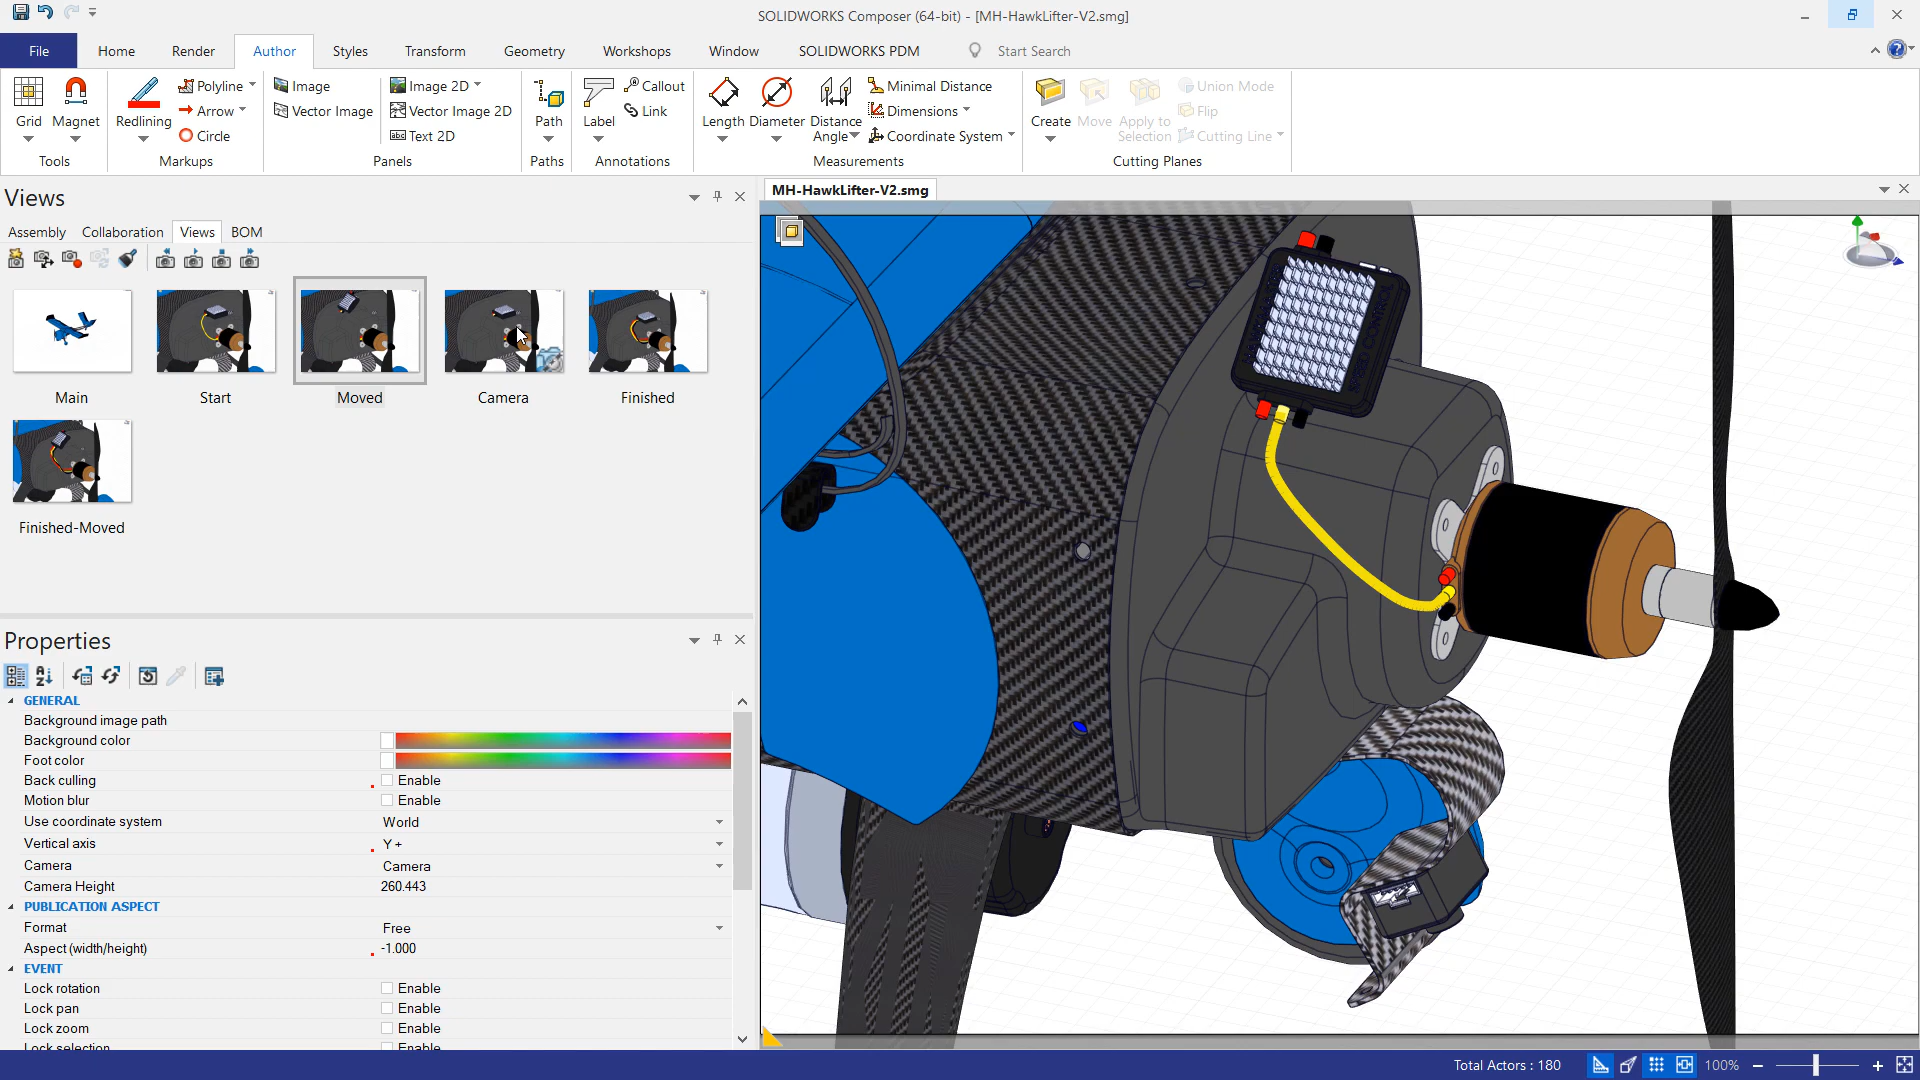 SOLIDWORKS Composer (64-bit) - [MH-HawkLifter-V2.smg]
File Home Render Author Styles Transform Geometry Workshops Window SOLIDWORKS PDM Start Search
Grid Magnet Redlining Polyline Arrow Circle
Image Vector Image Image 2D Vector Image 2D Text 2D
Path Label Callout Link
Length Diameter Distance Angle Minimal Distance Dimensions Coordinate System
Create Move Apply to Selection Union Mode Flip Cutting Line
Tools Markups Panels Paths Annotations Measurements Cutting Planes
Views
MH-HawkLifter-V2.smg
Assembly Collaboration Views BOM
Main Start Moved Camera Finished
Finished-Moved
Properties
GENERAL
Background image path
Background color
Foot color
Back culling Enable
Motion blur Enable
Use coordinate system World
Vertical axis Y+
Camera Camera
Camera Height 260.443
PUBLICATION ASPECT
Format Free
Aspect (width/height) -1.000
EVENT
Lock rotation Enable
Lock pan Enable
Lock zoom Enable
Lock selection Enable
Total Actors : 180 100%